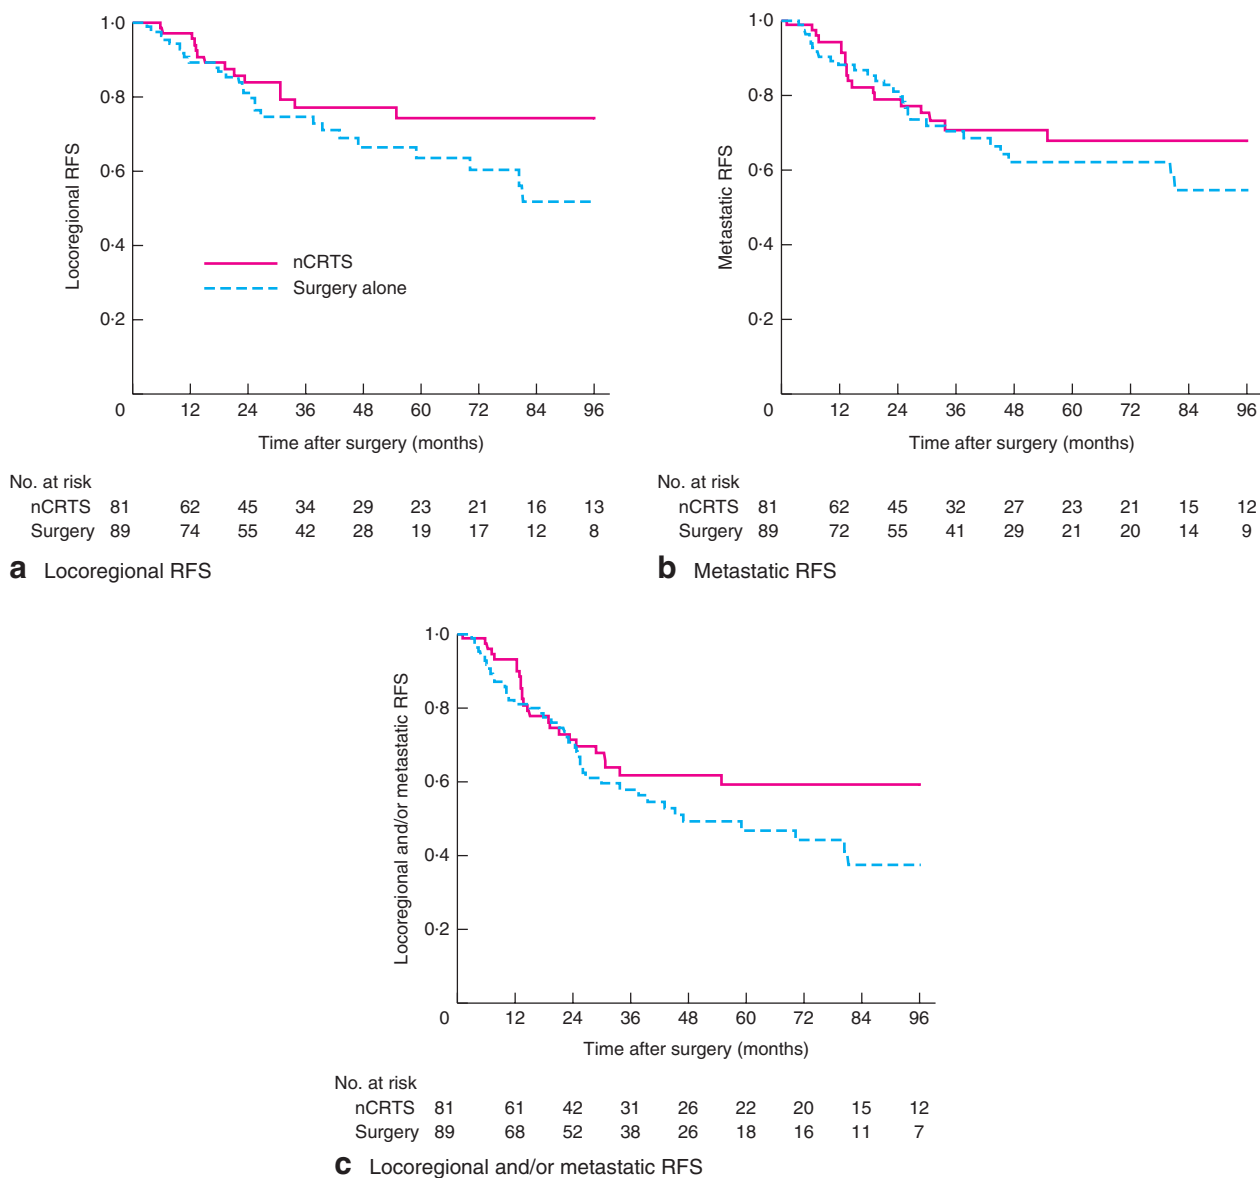 1·0
0·8
0·6
0·4
0·2
0
12 24 36 48 60 72 84 96
Locoregional RFS
nCRTS
Surgery alone
Time after surgery (months)
No. at risk
nCRTS 81 62 45 34 29 23 21 16 13
Surgery 89 74 55 42 28 19 17 12 8
a Locoregional RFS
1·0
0·8
0·6
0·4
0·2
0
12 24 36 48 60 72 84 96
Metastatic RFS
Time after surgery (months)
No. at risk
nCRTS 81 62 45 32 27 23 21 15 12
Surgery 89 72 55 41 29 21 20 14 9
b Metastatic RFS
1·0
0·8
0·6
0·4
0·2
0
12 24 36 48 60 72 84 96
Locoregional and/or metastatic RFS
Time after surgery (months)
No. at risk
nCRTS 81 61 42 31 26 22 20 15 12
Surgery 89 68 52 38 26 18 16 11 7
c Locoregional and/or metastatic RFS